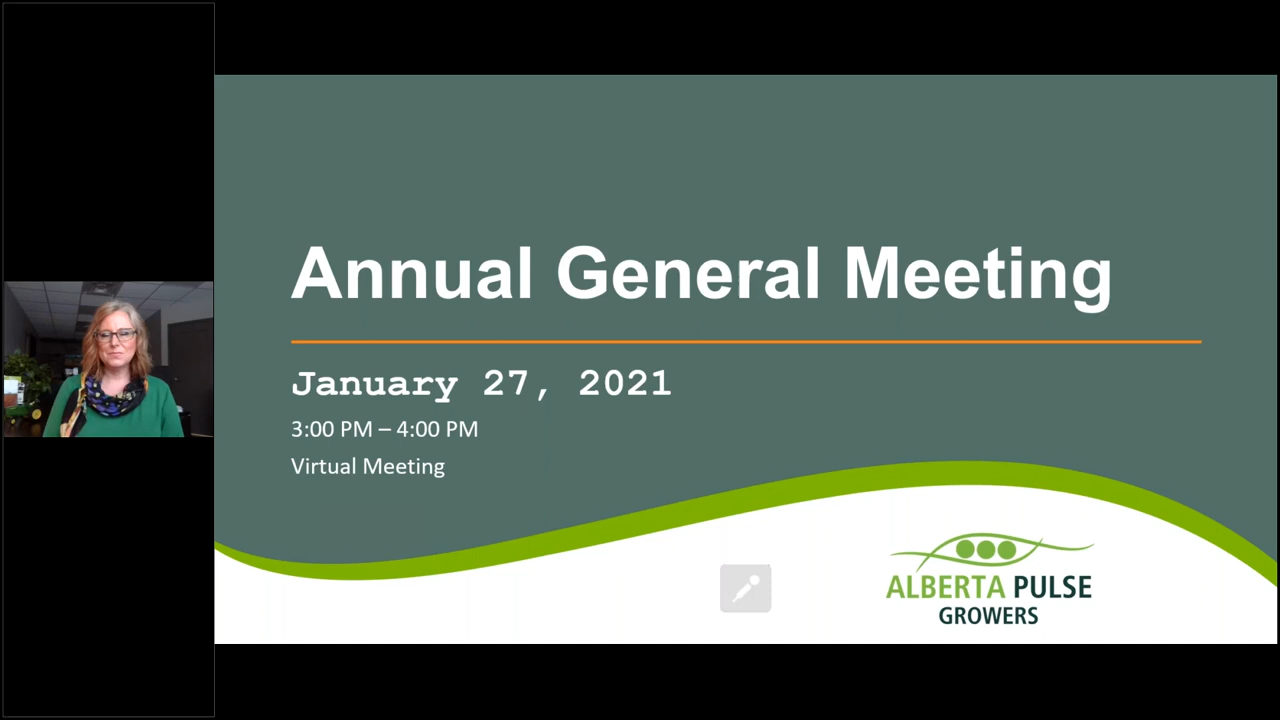 Annual General Meeting
January 27, 2021
3:00 PM – 4:00 PM
Virtual Meeting
ALBERTA PULSE
GROWERS